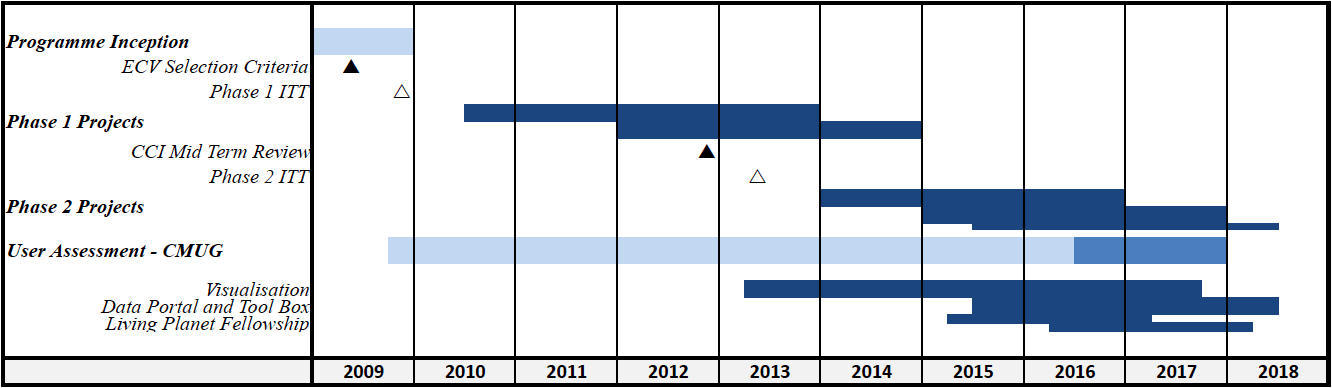 Programme Inception
ECV Selection Criteria
Phase 1 ITT
Phase 1 Projects
CCI Mid Term Review
Phase 2 ITT
Phase 2 Projects
User Assessment - CMUG
Visualisation
Data Portal and Tool Box
Living Planet Fellowship
2009 2010 2011 2012 2013 2014 2015 2016 2017 2018